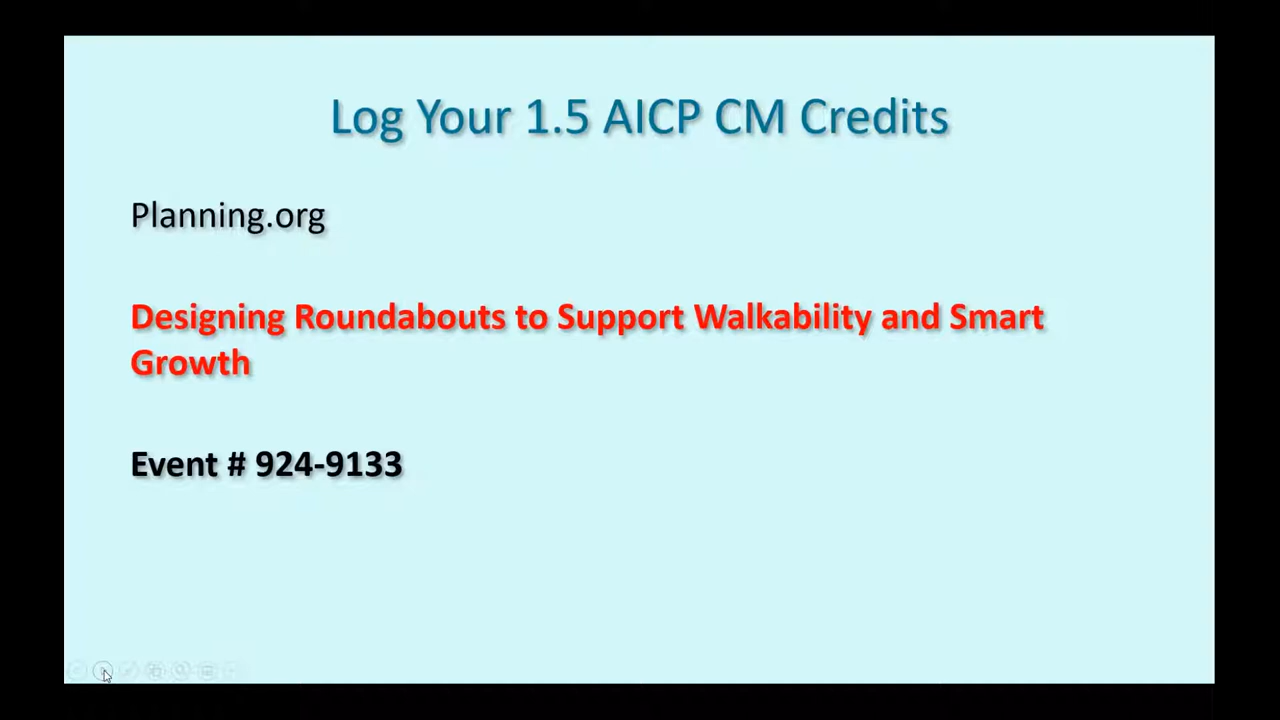 Log Your 1.5 AICP CM Credits
Planning.org
Designing Roundabouts to Support Walkability and Smart
Growth
Event # 924-9133